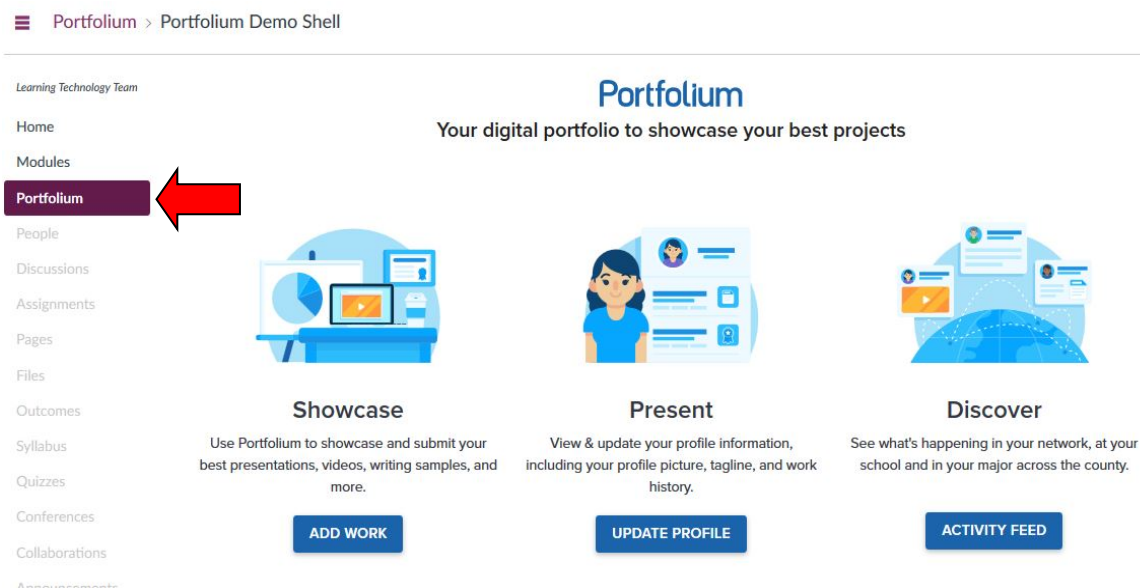 Portfolium > Portfolium Demo Shell
Learning Technology Team
Home
Modules
Portfolium
People
Discussions
Assignments
Pages
Files
Outcomes
Syllabus
Quizzes
Conferences
Collaborations
Announcements
Portfolium
Your digital portfolio to showcase your best projects
Showcase
Use Portfolium to showcase and submit your
best presentations, videos, writing samples, and
more.
ADD WORK
Present
View & update your profile information,
including your profile picture, tagline, and work
history.
UPDATE PROFILE
Discover
See what's happening in your network, at your
school and in your major across the county.
ACTIVITY FEED